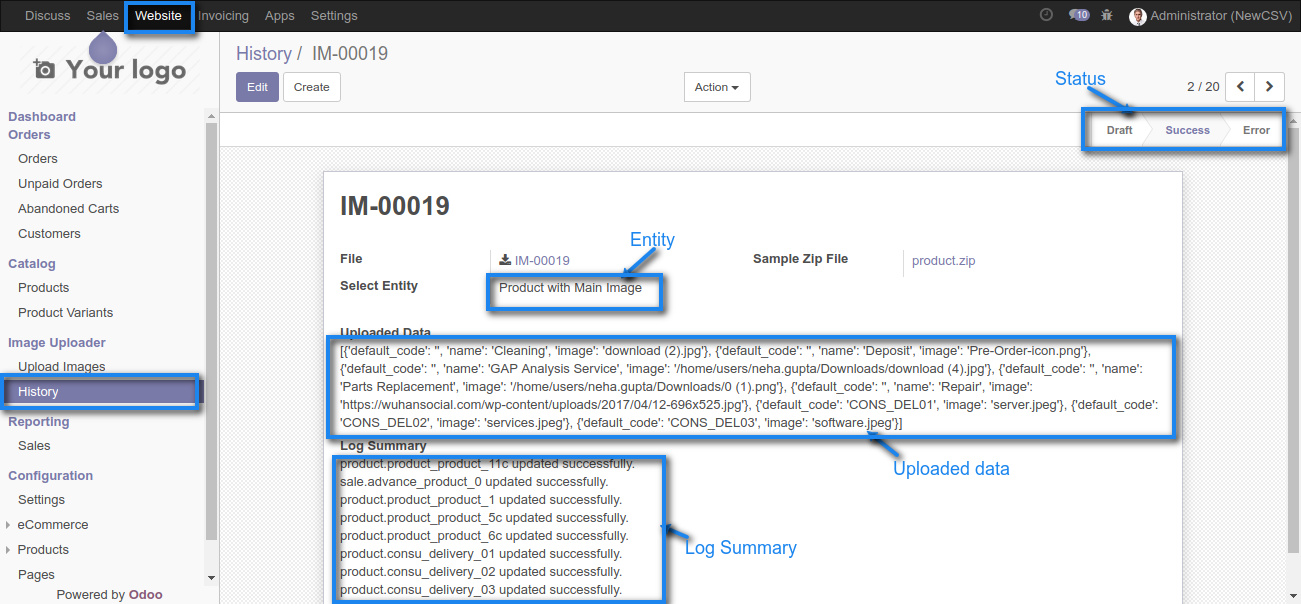 Discuss Sales Website Invoicing Apps Settings 10 Administrator (NewCSV)
Your logo
History / IM-00019
Edit Create Action 2 / 20
Status
Draft Success Error
Dashboard
Orders
Orders
Unpaid Orders
Abandoned Carts
Customers
Catalog
Products
Product Variants
Image Uploader
Upload Images
History
Reporting
Sales
Configuration
Settings
eCommerce
Products
Pages
Powered by Odoo
IM-00019
Entity
File IM-00019 Sample Zip File product.zip
Select Entity Product with Main Image
Uploaded Data
[{'default_code': '', 'name': 'Cleaning', 'image': 'download (2).jpg'}, {'default_code': '', 'name': 'Deposit', 'image': 'Pre-Order-icon.png'},
{'default_code': '', 'name': 'GAP Analysis Service', 'image': '/home/users/neha.gupta/Downloads/download (4).jpg'}, {'default_code': '', 'name':
'Parts Replacement', 'image': '/home/users/neha.gupta/Downloads/0 (1).png'}, {'default_code': '', 'name': 'Repair', 'image':
'https://wuhansocial.com/wp-content/uploads/2017/04/12-696x525.jpg'}, {'default_code': 'CONS_DEL01', 'image': 'server.jpeg'}, {'default_code':
'CONS_DEL02', 'image': 'services.jpeg'}, {'default_code': 'CONS_DEL03', 'image': 'software.jpeg'}]
Uploaded data
Log Summary
product.product_product_11c updated successfully.
sale.advance_product_0 updated successfully.
product.product_product_1 updated successfully.
product.product_product_5c updated successfully.
product.product_product_6c updated successfully.
product.consu_delivery_01 updated successfully.
product.consu_delivery_02 updated successfully.
product.consu_delivery_03 updated successfully.
Log Summary